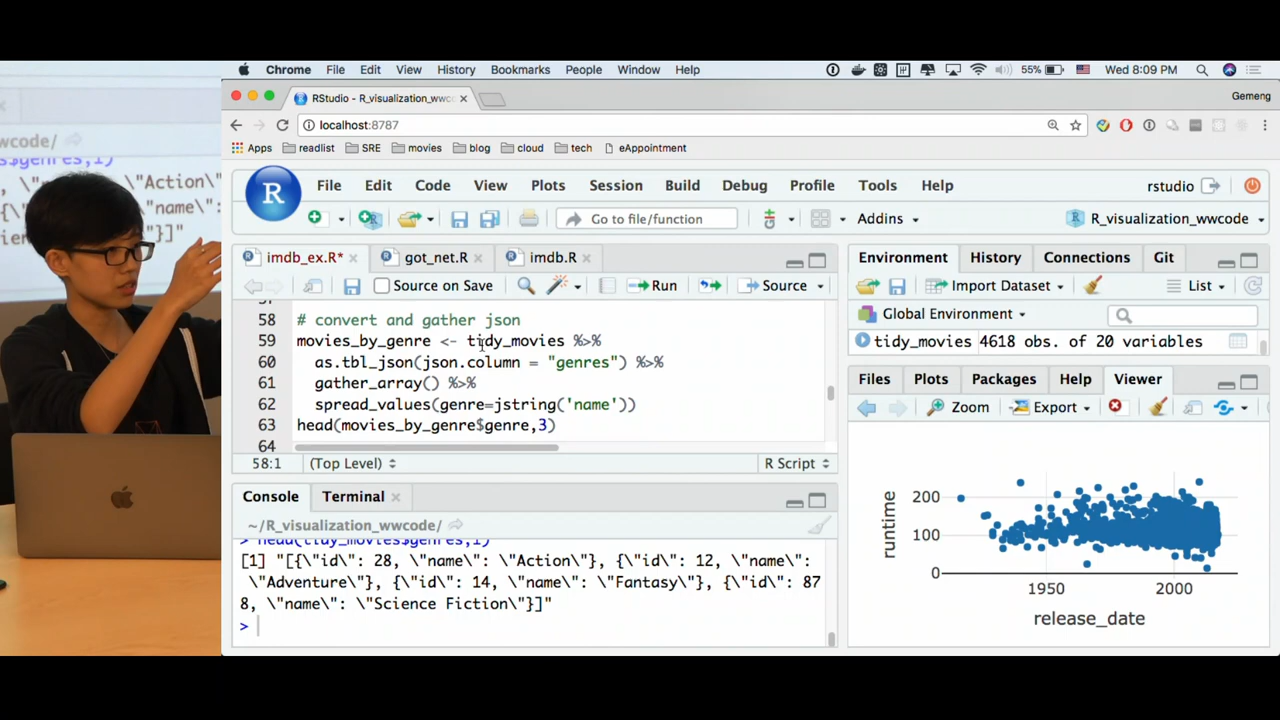 Chrome File Edit View History Bookmarks People Window Help 55% Wed 8:09 PM
RStudio - R_visualization_wwc
Gemeng
localhost:8787
Apps readlist SRE movies blog cloud tech eAppointment
R File Edit Code View Plots Session Build Debug Profile Tools Help rstudio
Go to file/function Addins R_visualization_wwcode
imdb_ex.R* got_net.R imdb.R
Source on Save Run Source
58 # convert and gather json
59 movies_by_genre <- tidy_movies %>%
60 as.tbl_json(json.column = "genres") %>%
61 gather_array() %>%
62 spread_values(genre=jstring('name'))
63 head(movies_by_genre$genre,3)
64
58:1 (Top Level) R Script
Console Terminal
~/R_visualization_wwcode/
> head(tidy_movies$genres,1)
[1] "[{\"id\": 28, \"name\": \"Action\"}, {\"id\": 12, \"name\":
\"Adventure\"}, {\"id\": 14, \"name\": \"Fantasy\"}, {\"id\": 87
8, \"name\": \"Science Fiction\"}]"
>
Environment History Connections Git
Import Dataset List
Global Environment
tidy_movies 4618 obs. of 20 variables
Files Plots Packages Help Viewer
Zoom Export
runtime
200
100
0
1950 2000
release_date
wcode/
\"Action\"
\"name\":
}]"